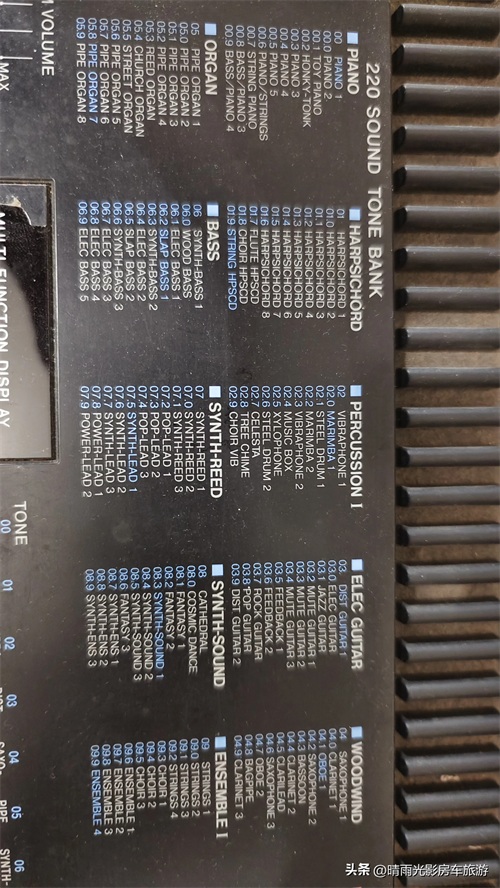 220 SOUND TONE BANK
PIANO
00. PIANO 1
00.0 PIANO 2
00.1 TOY PIANO
00.2 HONKY-TONK
00.3 PIANO 3
00.4 PIANO 4
00.5 PIANO 5
00.6 PIANO/STRINGS
00.7 STRING PIANO
00.8 BASS/PIANO 3
00.9 BASS/PIANO 4
HARPSICHORD
01 HARPSICHORD 1
01.0 HARPSICHORD 2
01.1 HARPSICHORD 3
01.2 HARPSICHORD 4
01.3 HARPSICHORD 5
01.4 HARPSICHORD 6
01.5 HARPSICHORD 7
01.6 HARPSICHORD 8
01.7 FLUTE HPSCD
01.8 CHOIR HPSCD
01.9 STRING HPSCD
PERCUSSION I
02 VIBRAPHONE 1
02.0 MARIMBA 1
02.1 STEEL DRUM 1
02.2 MARIMBA 2
02.3 VIBRAPHONE 2
02.4 MUSIC BOX
02.5 XYLOPHONE
02.6 STEEL DRUM 2
02.7 CELESTA
02.8 TREE CHIME
02.9 CHOIR VIB
ELEC GUITAR
03. DIST GUITAR 1
03.0 ELEC GUITAR
03.1 JAZZ GUITAR
03.2 MUTE GUITAR 1
03.3 MUTE GUITAR 2
03.4 MUTE GUITAR 3
03.5 FEEDBACK 1
03.6 FEEDBACK 2
03.7 ROCK GUITAR
03.8 POP GUITAR
03.9 DIST GUITAR 2
WOODWIND
04 SAXOPHONE 1
04.0 CLARINET 1
04.1 OBOE 1
04.2 SAXOPHONE 2
04.3 BASSOON
04.4 CLARINET 2
04.5
04.6 SAXOPHONE 3
04.7 OBOE 2
04.8 BAGPIPE
04.9 CLARINET 3
ORGAN
05. PIPE ORGAN 1
05.0 PIPE ORGAN 2
05.1 PIPE ORGAN 3
05.2 PIPE ORGAN 4
05.3 REED ORGAN
05.4 CHURCH ORGAN
05.5 STRING ORGAN
05.6 PIPE ORGAN 5
05.7 PIPE ORGAN 6
05.8 PIPE ORGAN 7
05.9 PIPE ORGAN 8
BASS
06 SYNTH-BASS 1
06.0 WOOD BASS
06.1 ELEC BASS 1
06.2 SLAP BASS 1
06.3 SYNTH-BASS 2
06.4 ELEC BASS 2
06.5 SLAP BASS 2
06.6 SYNTH-BASS 3
06.7 ELEC BASS 3
06.8 ELEC BASS 4
06.9 ELEC BASS 5
SYNTH-REED
07. SYNTH-REED 1
07.0 SYNTH-REED 2
07.1 SYNTH-REED 3
07.2 POP-LEAD 1
07.3 POP-LEAD 2
07.4 POP-LEAD 3
07.5 SYNTH-LEAD 1
07.6 SYNTH-LEAD 2
07.7 SYNTH-LEAD 3
07.8 POWER-LEAD 1
07.9 POWER-LEAD 2
SYNTH-SOUND
08 CATHEDRAL
08.0 COSMIC DANCE
08.1 FANTASY 1
08.2 FANTASY 2
08.3 SYNTH-SOUND 1
08.4 SYNTH-SOUND 2
08.5 SYNTH-SOUND 3
08.6 FANTASY 3
08.7 SYNTH-ENS 1
08.8 SYNTH-ENS 2
08.9 SYNTH-ENS 3
ENSEMBLE I
09 STRINGS 1
09.0 STRINGS 2
09.1 STRINGS 3
09.2 STRINGS 4
09.3 CHOIR 1
09.4 CHOIR 2
09.6 ENSEMBLE 1
09.7 ENSEMBLE 2
09.8 ENSEMBLE 3
09.9 ENSEMBLE 4
VOLUME
MAX
MULTI FUNCTION DISPLAY
TONE
00 01 02 03 04 05 06
PIPE
SYNTH-
头条 @晴雨光影房车旅游